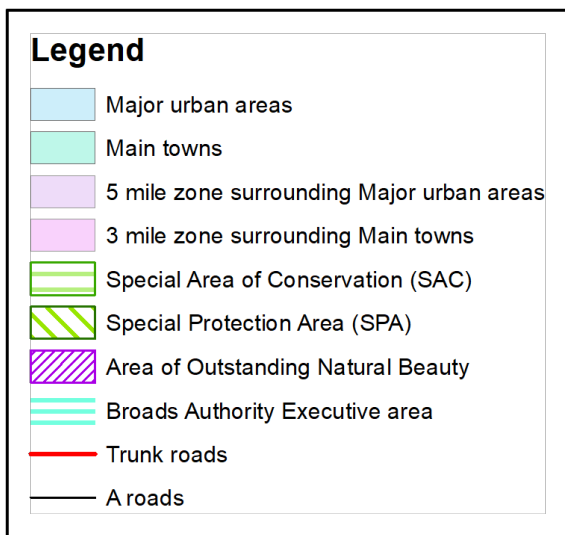 Legend
Major urban areas
Main towns
5 mile zone surrounding Major urban areas
3 mile zone surrounding Main towns
Special Area of Conservation (SAC)
Special Protection Area (SPA)
Area of Outstanding Natural Beauty
Broads Authority Executive area
Trunk roads
A roads